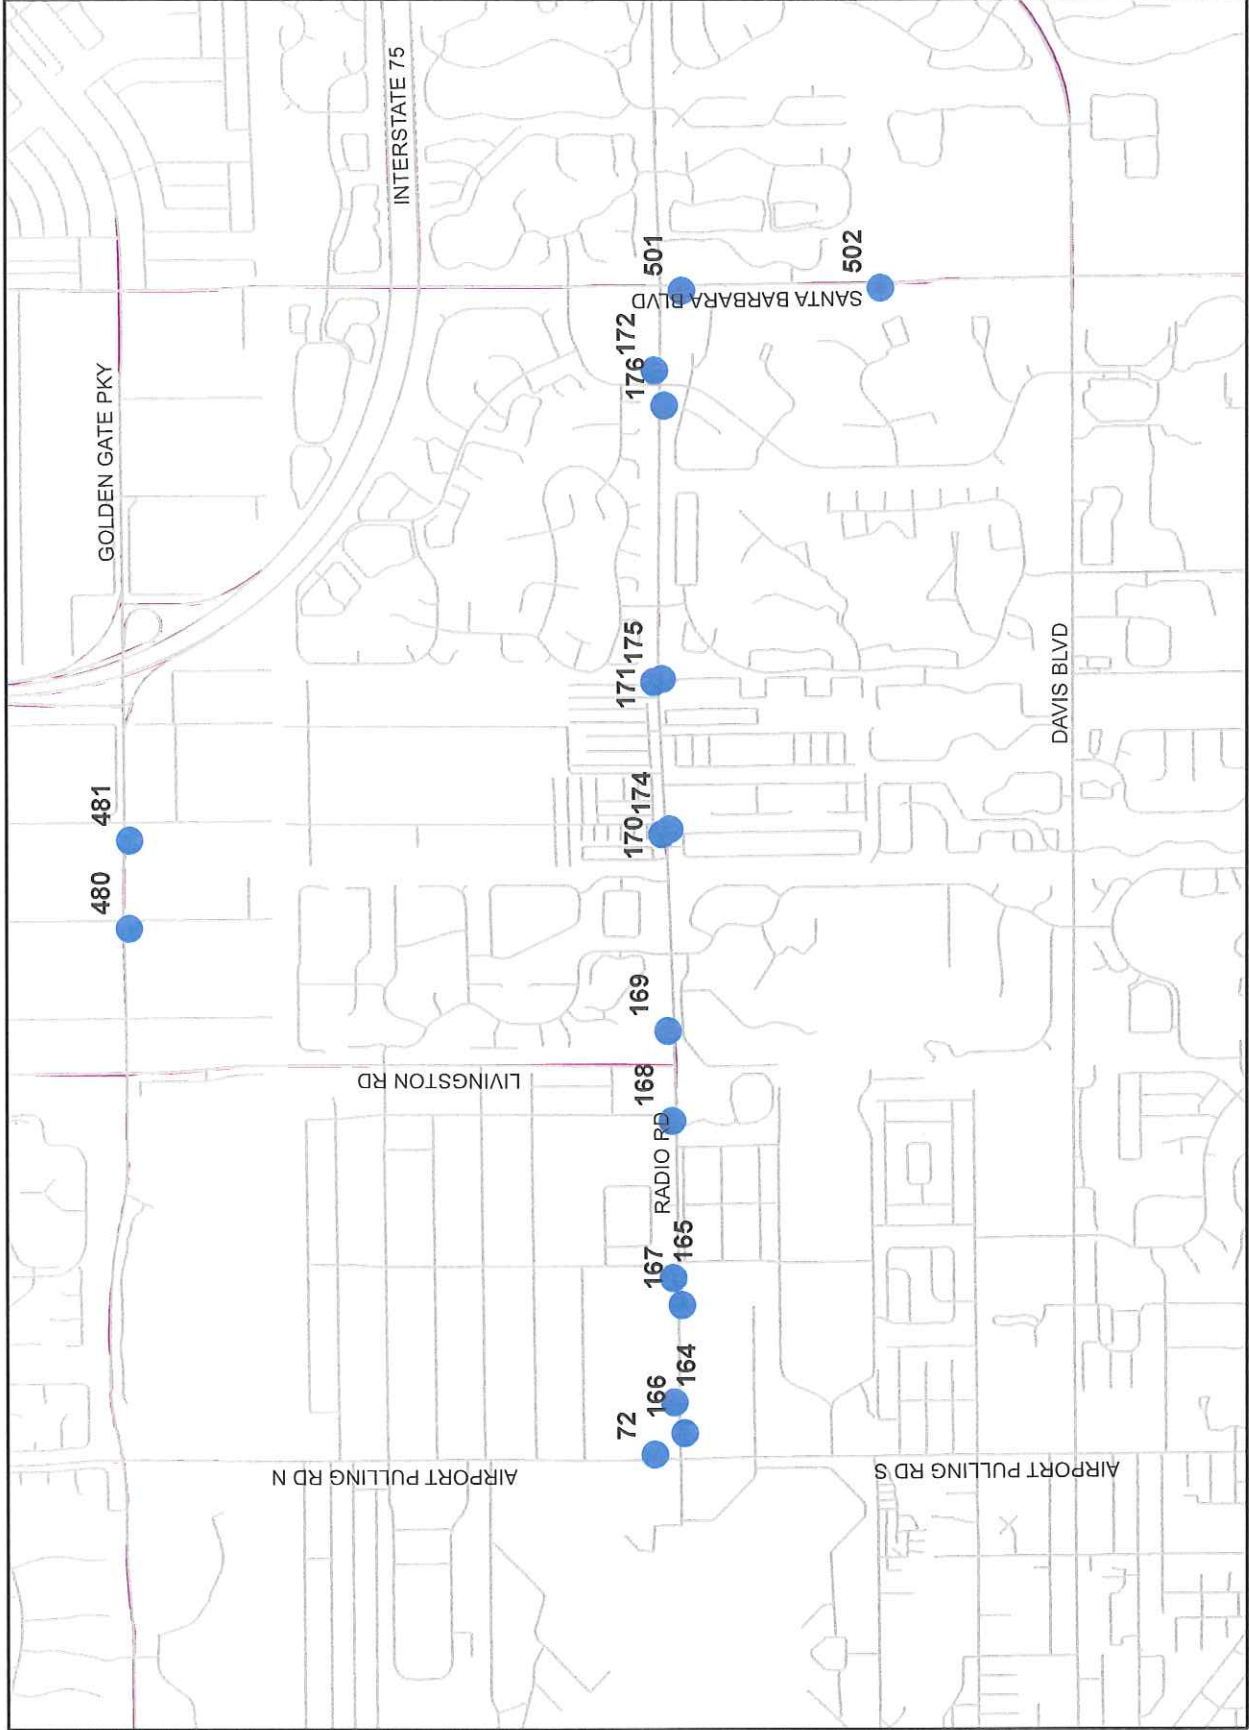 GOLDEN GATE PKY
INTERSTATE 75
501
502
SANTA BARBARA BLVD
172
176
175
171
481
480
174
170
DAVIS BLVD
169
168
LIVINGSTON RD
RADIO RD
165
167
164
166
72
AIRPORT PULLING RD N
AIRPORT PULLING RD S